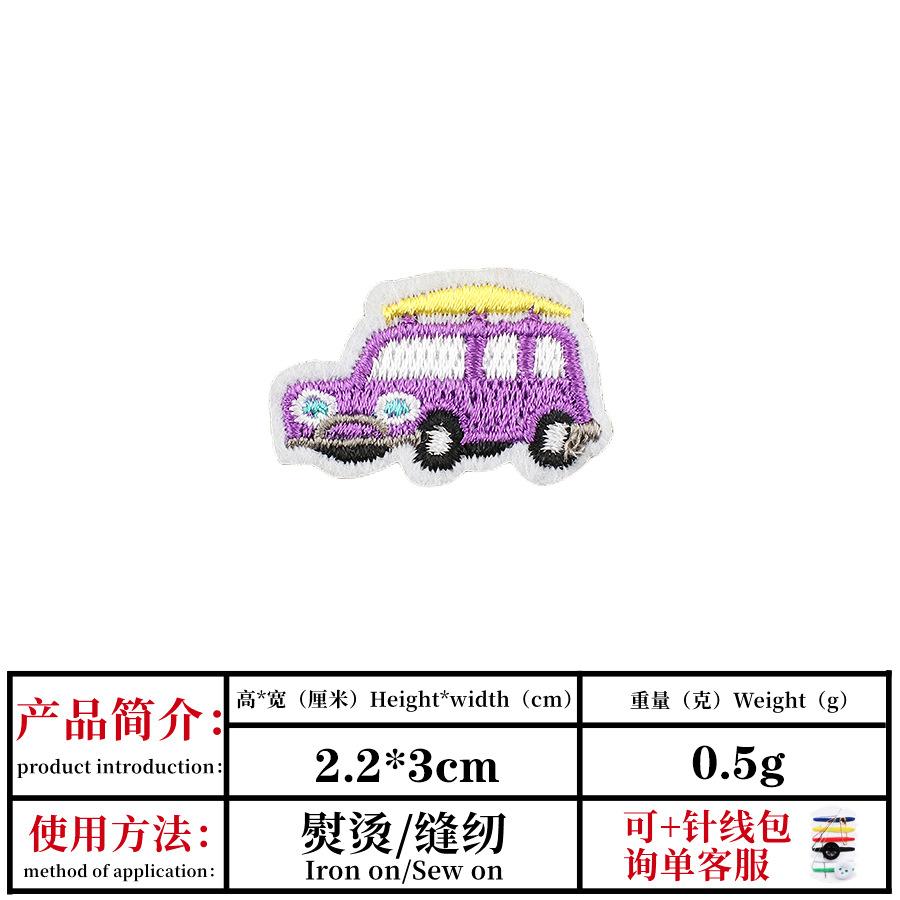 产品简介：
product introduction：
高*宽（厘米）Height*width（cm）
重量（克）Weight（g）
2.2*3cm
0.5g
使用方法：
method of application：
熨烫/缝纫
Iron on/Sew on
可+针线包
询单客服